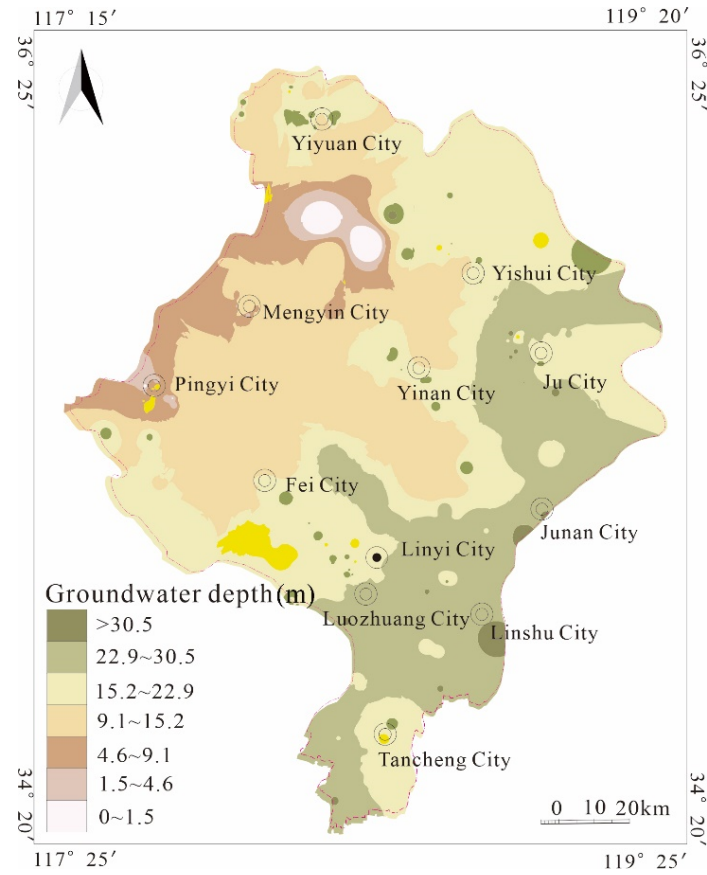 117° 15′
119° 20′
36° 25′
36° 25′
Yiyuan City
Yishui City
Mengyin City
Pingyi City
Yinan City
Ju City
Fei City
Junan City
Linyi City
Groundwater depth(m)
>30.5
22.9~30.5
15.2~22.9
9.1~15.2
4.6~9.1
1.5~4.6
0~1.5
Luozhuang City
Linshu City
Tancheng City
0 10 20km
34° 20′
34° 20′
117° 25′
119° 25′